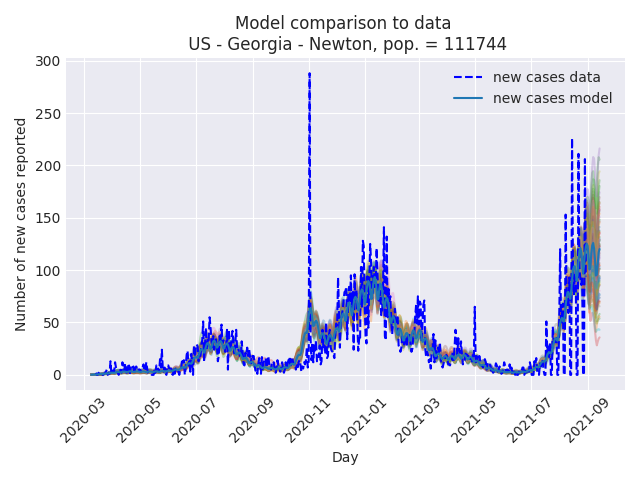 Model comparison to data
US - Georgia - Newton, pop. = 111744
new cases data
new cases model
Number of new cases reported
300
250
200
150
100
50
0
2020-03
2020-05
2020-07
2020-09
2020-11
2021-01
2021-03
2021-05
2021-07
2021-09
Day